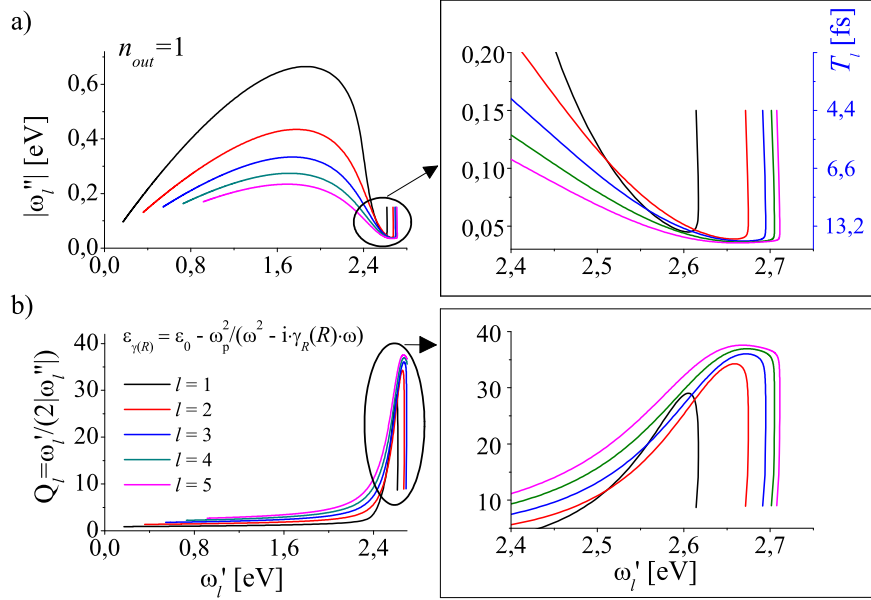 a)
n_out=1
|ω_l''| [eV]
0,6
0,4
0,2
0,0
0,0 0,8 1,6 2,4
0,20
0,15
0,10
0,05
2,4 2,5 2,6 2,7
T_l [fs]
4,4
6,6
13,2
b)
ε_γ(R) = ε_0 - ω_p^2/(ω^2 - i·γ_R(R)·ω)
Q_l=ω_l'/(2|ω_l''|)
40
30
20
10
0
l = 1
l = 2
l = 3
l = 4
l = 5
0,0 0,8 1,6 2,4
ω_l' [eV]
40
30
20
10
2,4 2,5 2,6 2,7
ω_l' [eV]